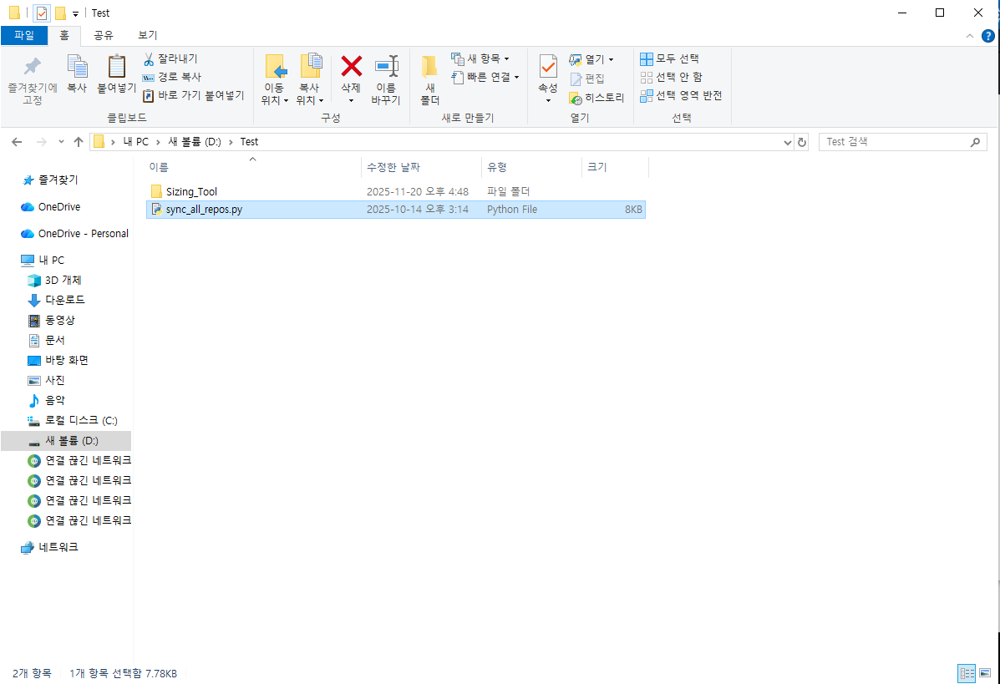 Test
파일 홈 공유 보기
즐겨찾기에 고정
복사
붙여넣기
잘라내기
경로 복사
바로 가기 붙여넣기
클립보드
이동 위치
복사 위치
삭제
이름 바꾸기
구성
새 폴더
새 항목
빠른 연결
새로 만들기
속성
열기
편집
히스토리
열기
모두 선택
선택 안 함
선택 영역 반전
선택
내 PC > 새 볼륨 (D:) > Test
Test 검색
이름 수정한 날짜 유형 크기
Sizing_Tool 2025-11-20 오후 4:48 파일 폴더
sync_all_repos.py 2025-10-14 오후 3:14 Python File 8KB
즐겨찾기
OneDrive
OneDrive - Personal
내 PC
3D 개체
다운로드
동영상
문서
바탕 화면
사진
음악
로컬 디스크 (C:)
새 볼륨 (D:)
연결 끊긴 네트워크
연결 끊긴 네트워크
연결 끊긴 네트워크
연결 끊긴 네트워크
네트워크
2개 항목 1개 항목 선택함 7.78KB